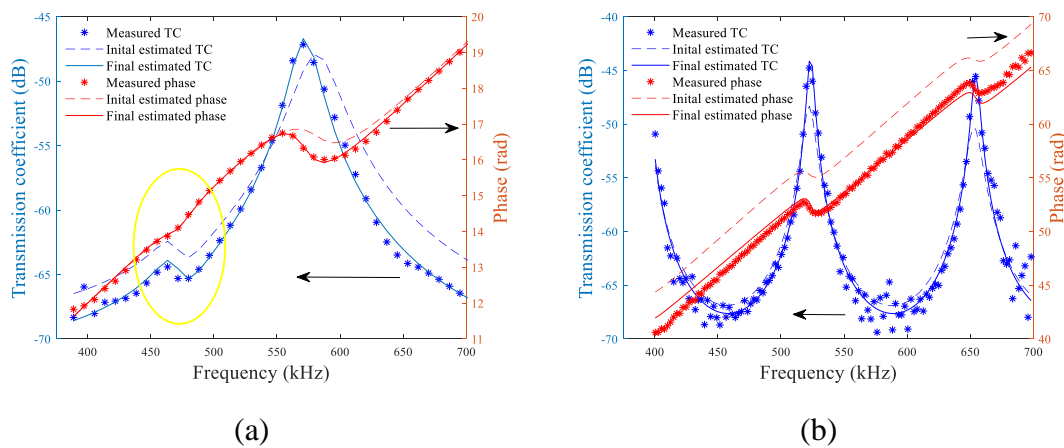 -45
-50
-55
-60
-65
-70
Transmission coefficient (dB)
Measured TC
Inital estimated TC
Final estimated TC
Measured phase
Inital estimated phase
Final estimated phase
20
19
18
17
16
15
14
13
12
11
Phase (rad)
400 450 500 550 600 650 700
Frequency (kHz)
(a)
-40
-50
-60
-70
Transmission coefficient (dB)
Measured TC
Inital estimated TC
Final estimated TC
Measured phase
Inital estimated phase
Final estimated phase
70
65
60
55
50
45
40
Phase (rad)
400 450 500 550 600 650 700
Frequency (kHz)
(b)